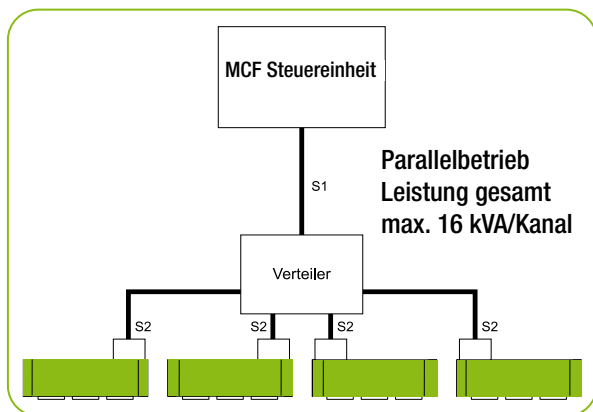 MCF Steuereinheit
S1
Parallelbetrieb
Leistung gesamt
max. 16 kVA/Kanal
Verteiler
S2
S2
S2
S2